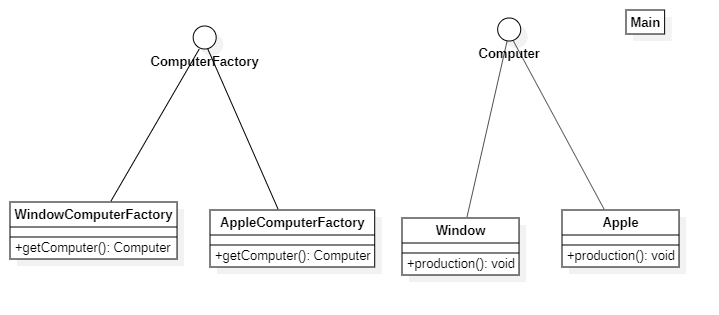 Main
ComputerFactory
Computer
WindowComputerFactory
+getComputer(): Computer
AppleComputerFactory
+getComputer(): Computer
Window
+production(): void
Apple
+production(): void